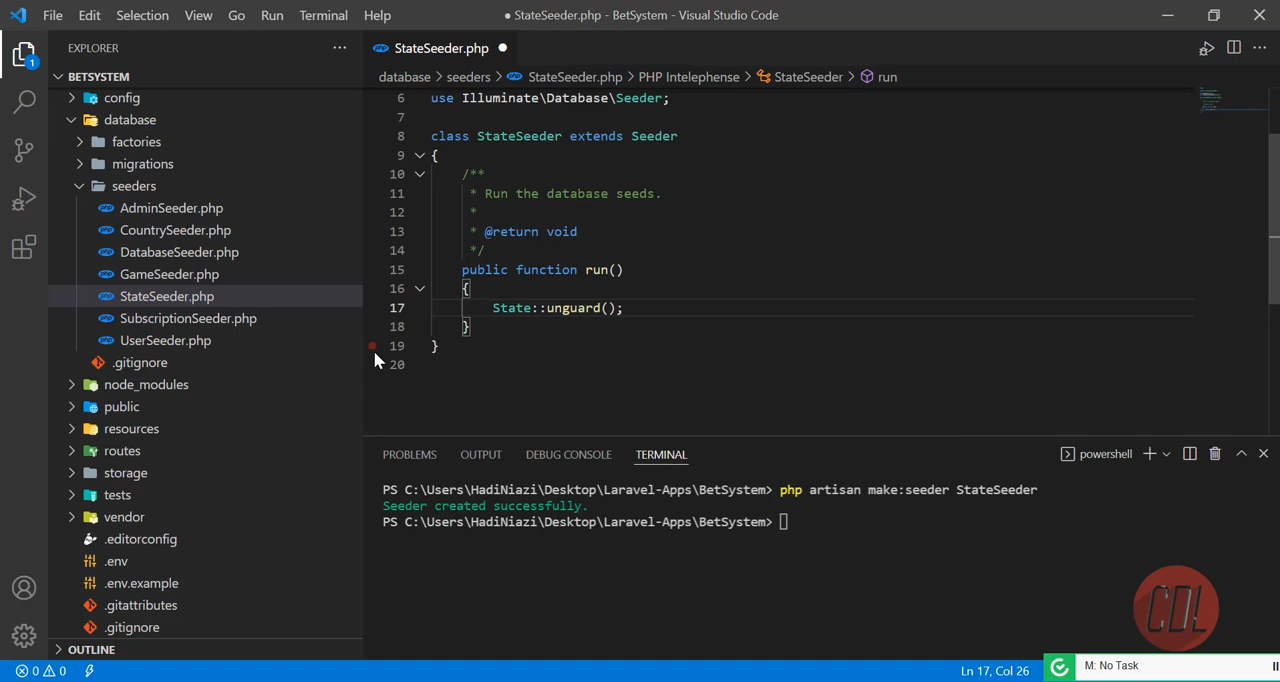 File Edit Selection View Go Run Terminal Help
● StateSeeder.php - BetSystem - Visual Studio Code
EXPLORER
StateSeeder.php
1
BETSYSTEM
database > seeders > StateSeeder.php > PHP Intelephense > StateSeeder > run
config
database
factories
migrations
seeders
AdminSeeder.php
CountrySeeder.php
DatabaseSeeder.php
GameSeeder.php
StateSeeder.php
SubscriptionSeeder.php
UserSeeder.php
.gitignore
node_modules
public
resources
routes
storage
tests
vendor
.editorconfig
.env
.env.example
.gitattributes
.gitignore
OUTLINE
6 use Illuminate\Database\Seeder;
7
8 class StateSeeder extends Seeder
9 {
10 /**
11 * Run the database seeds.
12 *
13 * @return void
14 */
15 public function run()
16 {
17 State::unguard();
18 }
19 }
20
PROBLEMS OUTPUT DEBUG CONSOLE TERMINAL
powershell
PS C:\Users\HadiNiazi\Desktop\Laravel-Apps\BetSystem> php artisan make:seeder StateSeeder
Seeder created successfully.
PS C:\Users\HadiNiazi\Desktop\Laravel-Apps\BetSystem>
CDL
0 0
Ln 17, Col 26
M: No Task